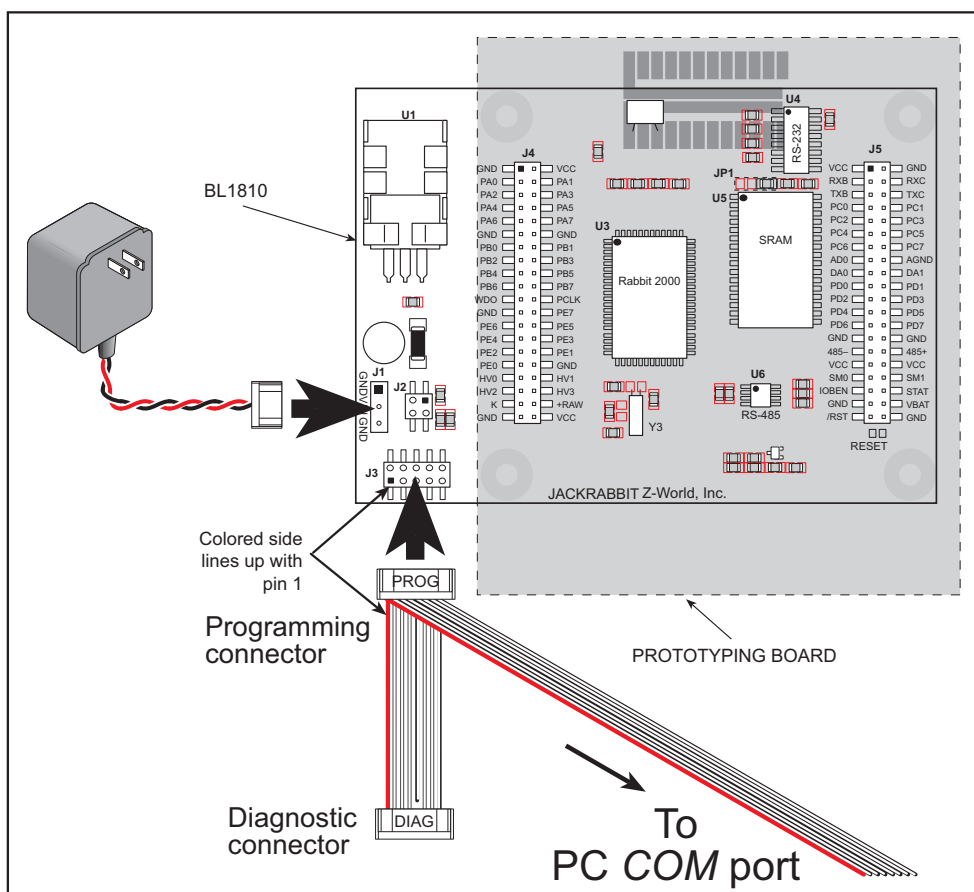 U1
U4
RS-232
BL1810
J4
J5
JP1
U5
SRAM
U3
Rabbit 2000
GND VCC
PA0 PA1
PA2 PA3
PA4 PA5
PA6 PA7
GND GND
PB0 PB1
PB2 PB3
PB4 PB5
PB6 PB7
WDO PCLK
GND PE7
PE6 PE5
PE4 PE3
PE2 PE1
PE0 GND
HV0 HV1
HV2 HV3
K +RAW
GND VCC
VCC GND
RXB RXC
TXB TXC
PC0 PC1
PC2 PC3
PC4 PC5
PC6 PC7
AD0 AGND
DA0 DA1
PD0 PD1
PD2 PD3
PD4 PD5
PD6 PD7
GND GND
485– 485+
VCC VCC
SM0 SM1
IOBEN STAT
GND VBAT
/RST GND
RESET
J1
J2
GND
GND
U6
RS-485
Y3
J3
JACKRABBIT Z-World, Inc.
Colored side
lines up with
pin 1
PROG
Programming
connector
PROTOTYPING BOARD
Diagnostic
connector
DIAG
To
PC COM port